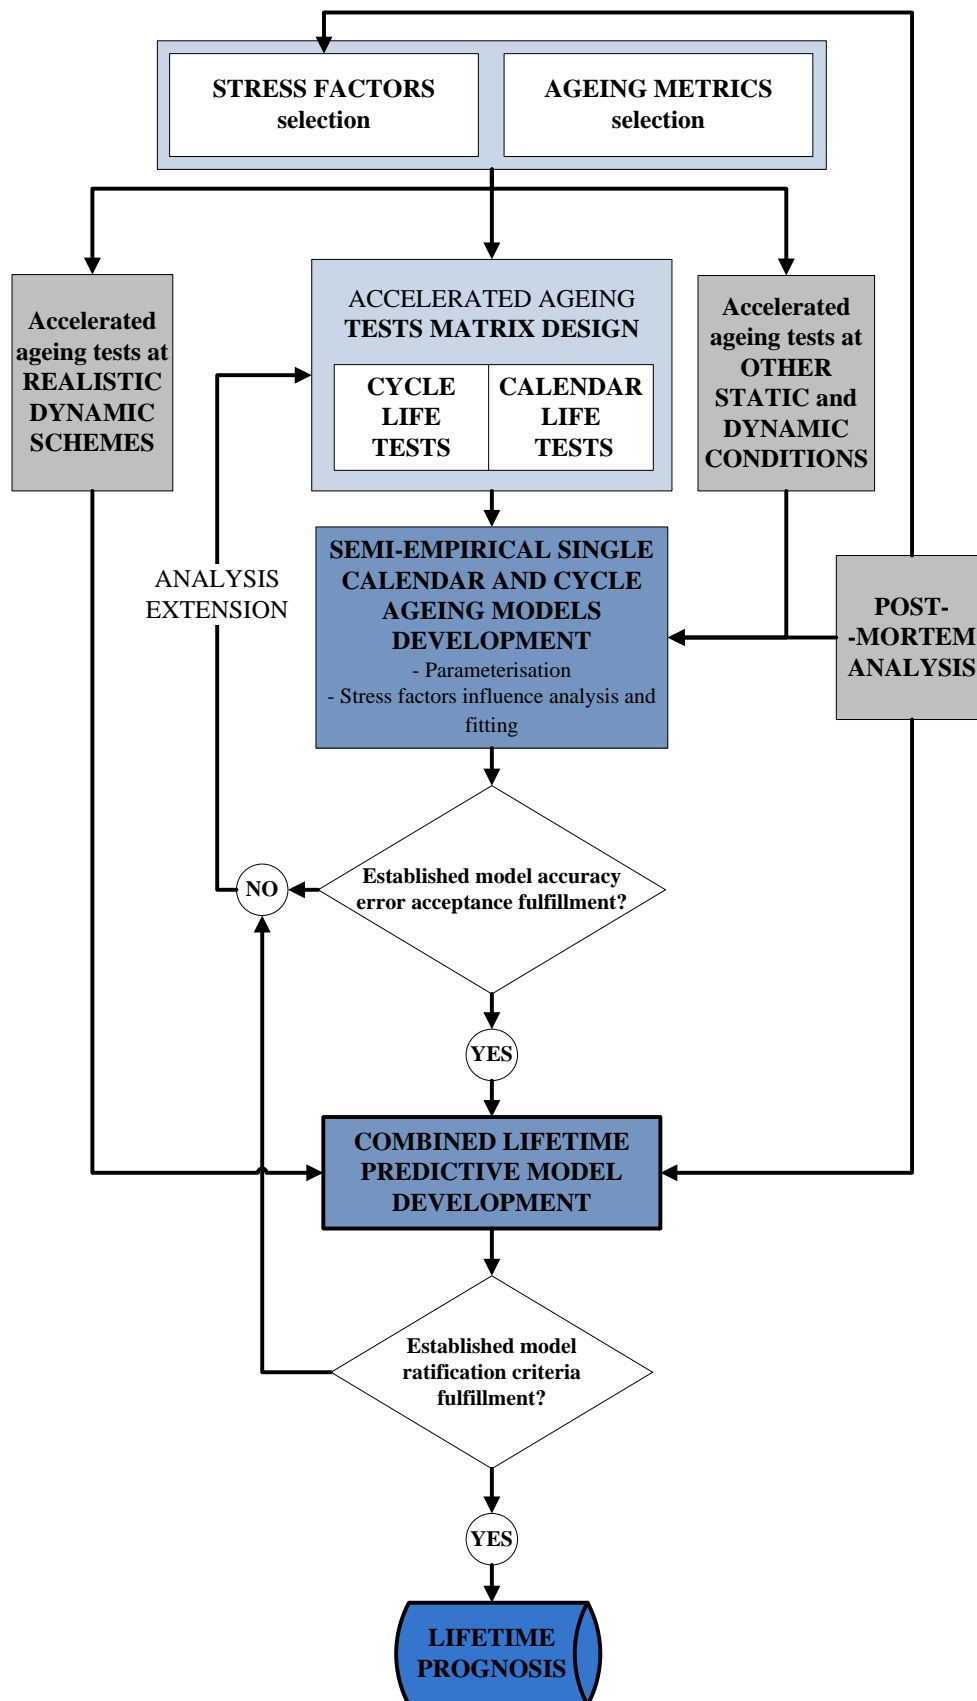 STRESS FACTORS
selection
AGEING METRICS
selection
Accelerated
ageing tests at
REALISTIC
DYNAMIC
SCHEMES
ACCELERATED AGEING
TESTS MATRIX DESIGN
CYCLE
LIFE
TESTS
CALENDAR
LIFE
TESTS
Accelerated
ageing tests at
OTHER
STATIC and
DYNAMIC
CONDITIONS
ANALYSIS
EXTENSION
SEMI-EMPIRICAL SINGLE
CALENDAR AND CYCLE
AGEING MODELS
DEVELOPMENT
- Parameterisation
- Stress factors influence analysis and
fitting
POST-
-MORTEM
ANALYSIS
NO
Established model accuracy
error acceptance fulfillment?
YES
COMBINED LIFETIME
PREDICTIVE MODEL
DEVELOPMENT
Established model
ratification criteria
fulfillment?
YES
LIFETIME
PROGNOSIS